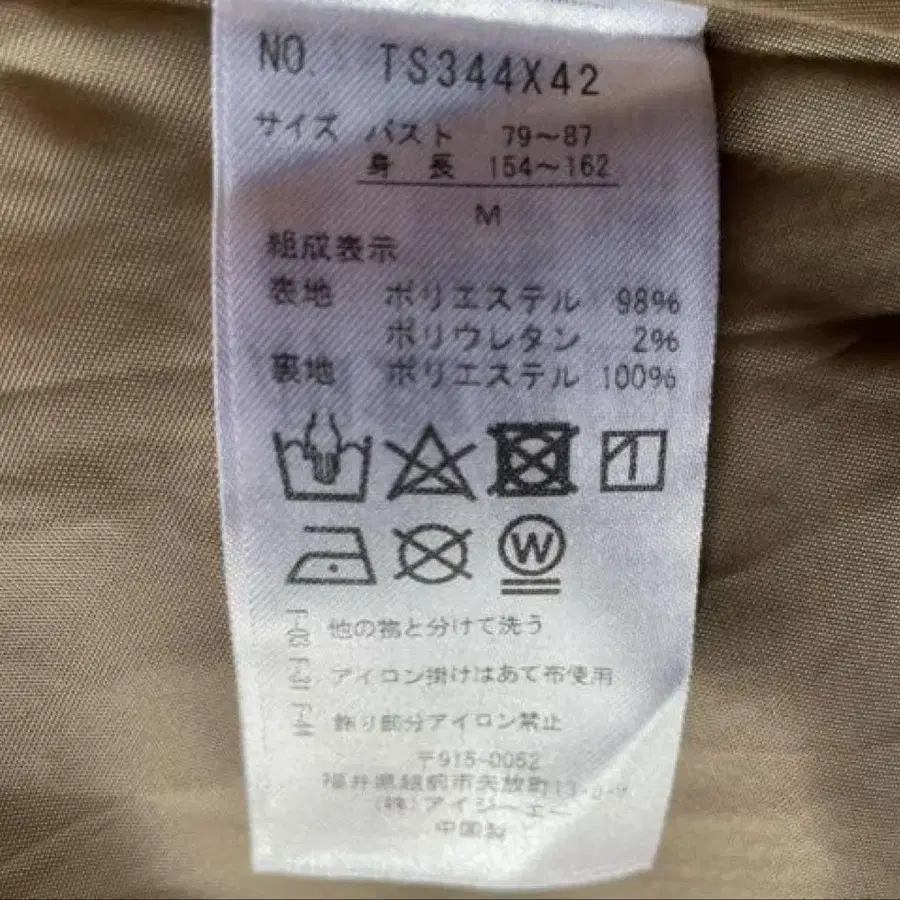 NO. TS344X42
サイズ バスト 79～87
身長 154～162
M
組成表示
表地 ポリエステル 98%
ポリウレタン 2%
裏地 ポリエステル 100%
W
他の物と分けて洗う
アイロン掛けはあて布使用
飾り部分アイロン禁止
〒915-0052
福井県越前市矢放町13-
(株)アイジーエー
中国製